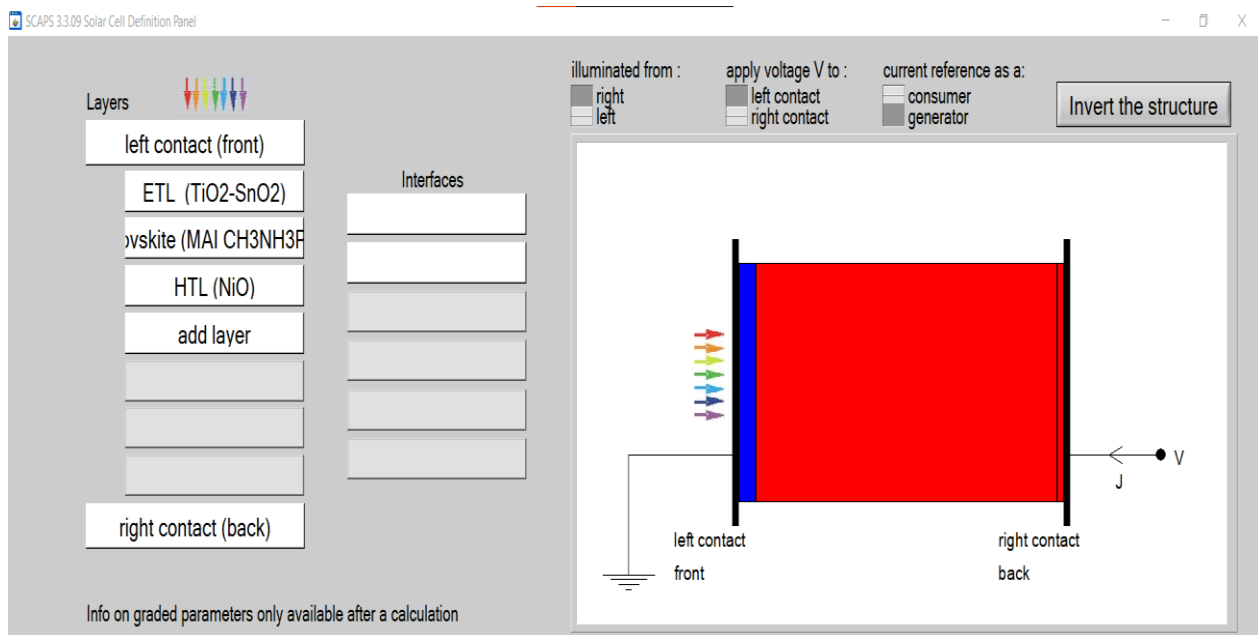 SCAPS 3.3.09 Solar Cell Definition Panel
Layers
left contact (front)
ETL (TiO2-SnO2)
ovskite (MAI CH3NH3P
HTL (NiO)
add layer
right contact (back)
Interfaces
illuminated from :
right
left
apply voltage V to :
left contact
right contact
current reference as a:
consumer
generator
Invert the structure
V
J
left contact
front
right contact
back
Info on graded parameters only available after a calculation